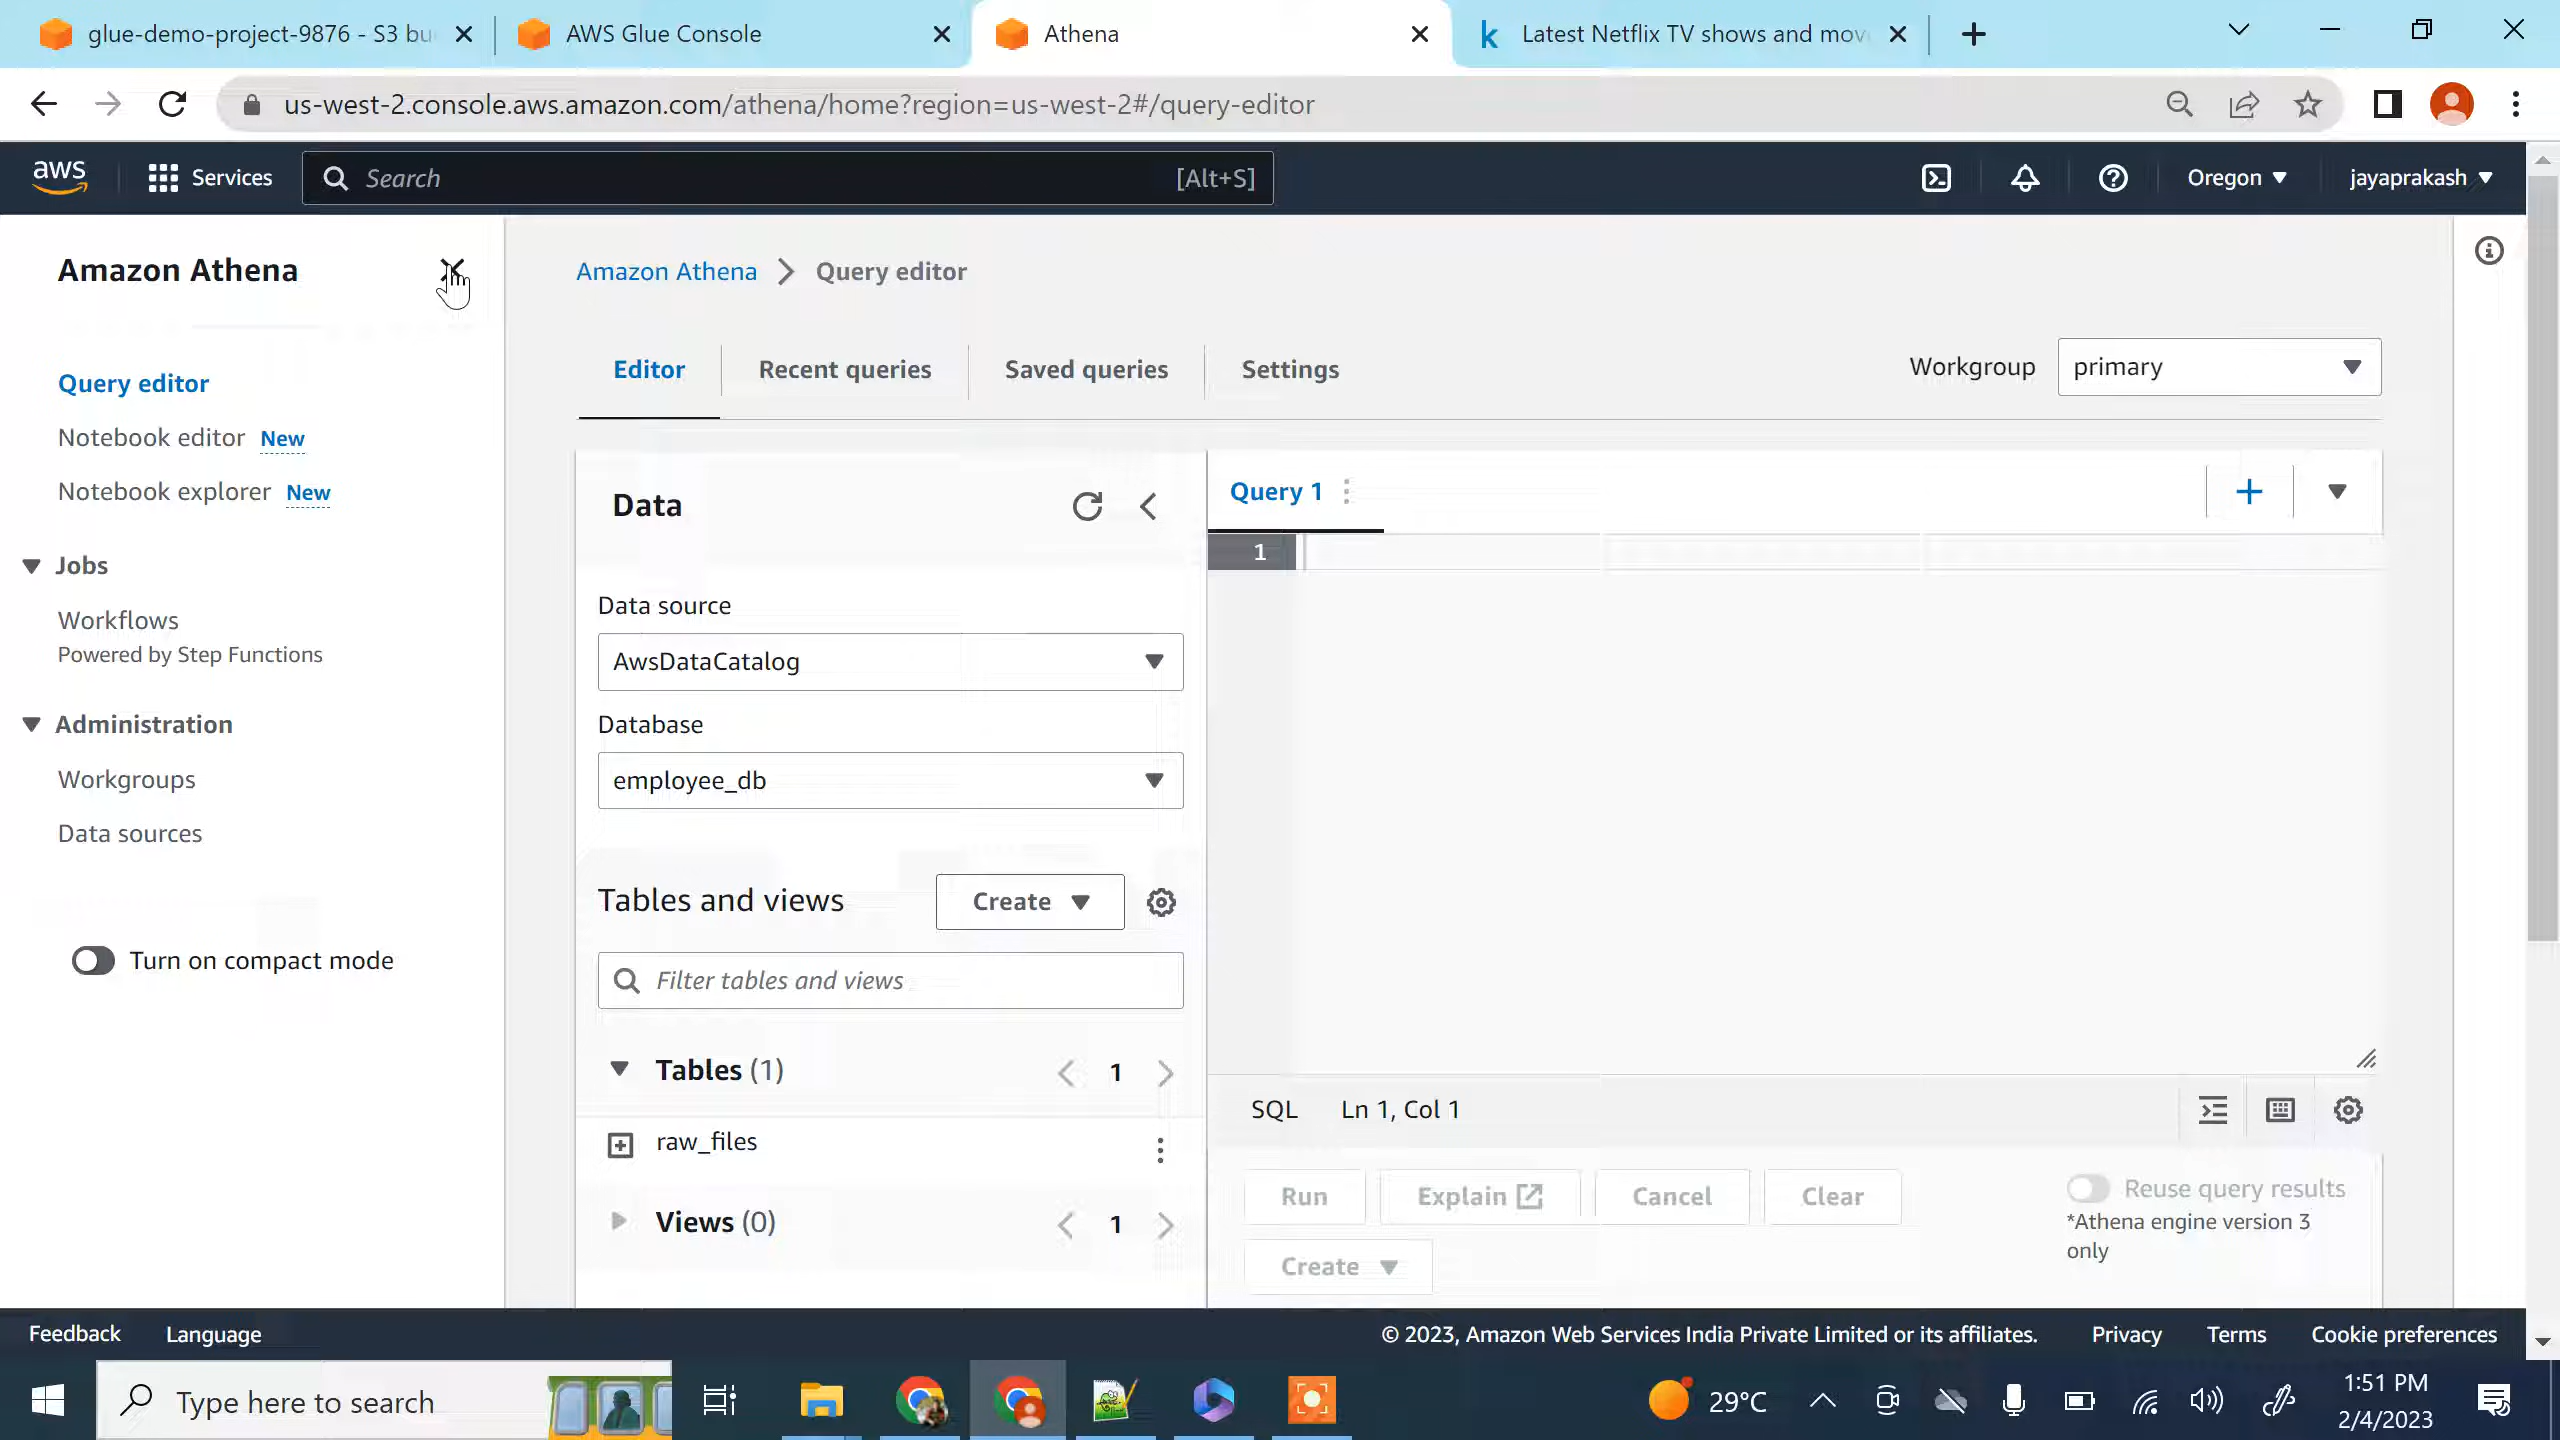 glue-demo-project-9876 - S3 bu
AWS Glue Console
Athena
Latest Netflix TV shows and mov
us-west-2.console.aws.amazon.com/athena/home?region=us-west-2#/query-editor
aws
Services
Search
[Alt+S]
Oregon
jayaprakash
Amazon Athena
Query editor
Notebook editor New
Notebook explorer New
Jobs
Workflows
Powered by Step Functions
Administration
Workgroups
Data sources
Turn on compact mode
Amazon Athena
Query editor
Editor
Recent queries
Saved queries
Settings
Workgroup
primary
Data
Data source
AwsDataCatalog
Database
employee_db
Tables and views
Create
Filter tables and views
Tables (1)
1
raw_files
Views (0)
1
Query 1
1
SQL
Ln 1, Col 1
Run
Explain
Cancel
Clear
Create
Reuse query results
*Athena engine version 3
only
Feedback
Language
© 2023, Amazon Web Services India Private Limited or its affiliates.
Privacy
Terms
Cookie preferences
Type here to search
29°C
1:51 PM
2/4/2023